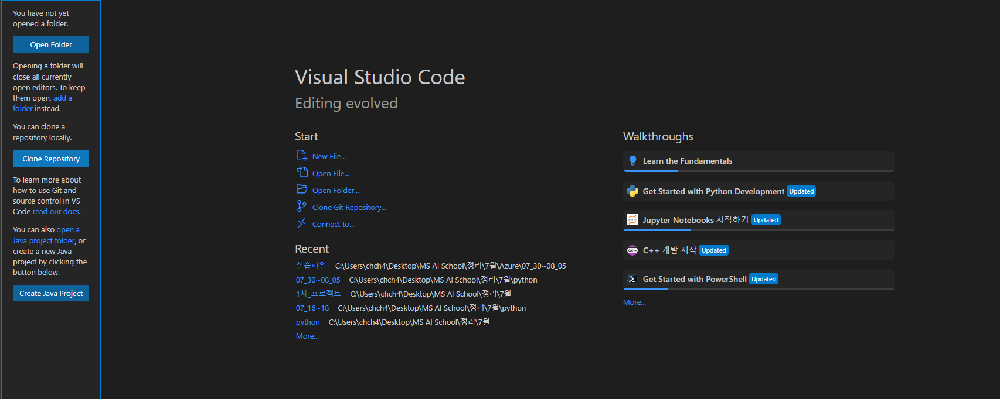 You have not yet
opened a folder.
Open Folder
Opening a folder will
close all currently
open editors. To keep
them open, add a
folder instead.
You can clone a
repository locally.
Clone Repository
To learn more about
how to use Git and
source control in VS
Code read our docs.
You can also open a
Java project folder, or
create a new Java
project by clicking the
button below.
Create Java Project
Visual Studio Code
Editing evolved
Start
New File...
Open File...
Open Folder...
Clone Git Repository...
Connect to...
Recent
실습파일 C:\Users\chch4\Desktop\MS AI School\정리\7월\Azure\07_30~08_05
07_30~08_05 C:\Users\chch4\Desktop\MS AI School\정리\7월\python
1차_프로젝트 C:\Users\chch4\Desktop\MS AI School\정리\7월
07_16~18 C:\Users\chch4\Desktop\MS AI School\정리\7월\python
python C:\Users\chch4\Desktop\MS AI School\정리\7월
More...
Walkthroughs
Learn the Fundamentals
Get Started with Python Development Updated
Jupyter Notebooks 시작하기 Updated
C/C++ C++ 개발 시작 Updated
Get Started with PowerShell Updated
More...